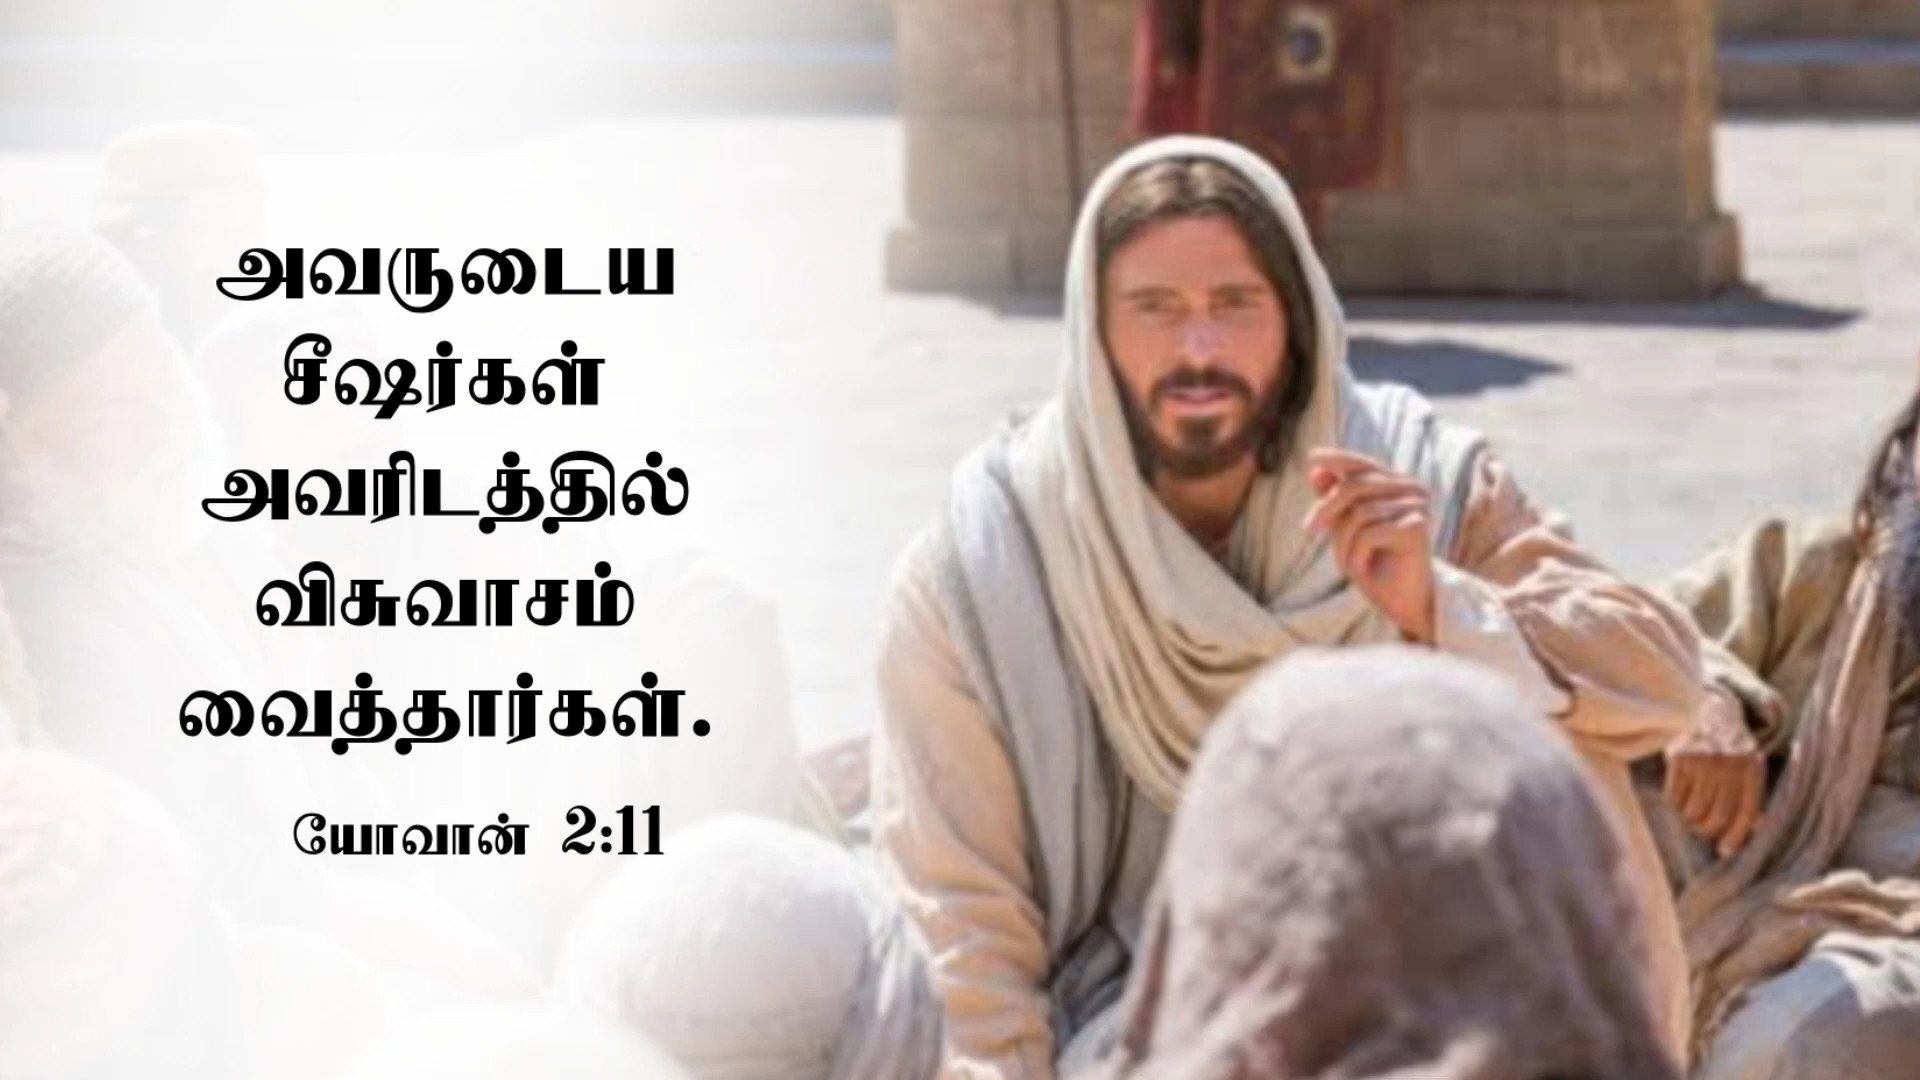 அவருடைய
சீஷர்கள்
அவரிடத்தில்
விசுவாசம்
வைத்தார்கள்.
யோவான் 2:11